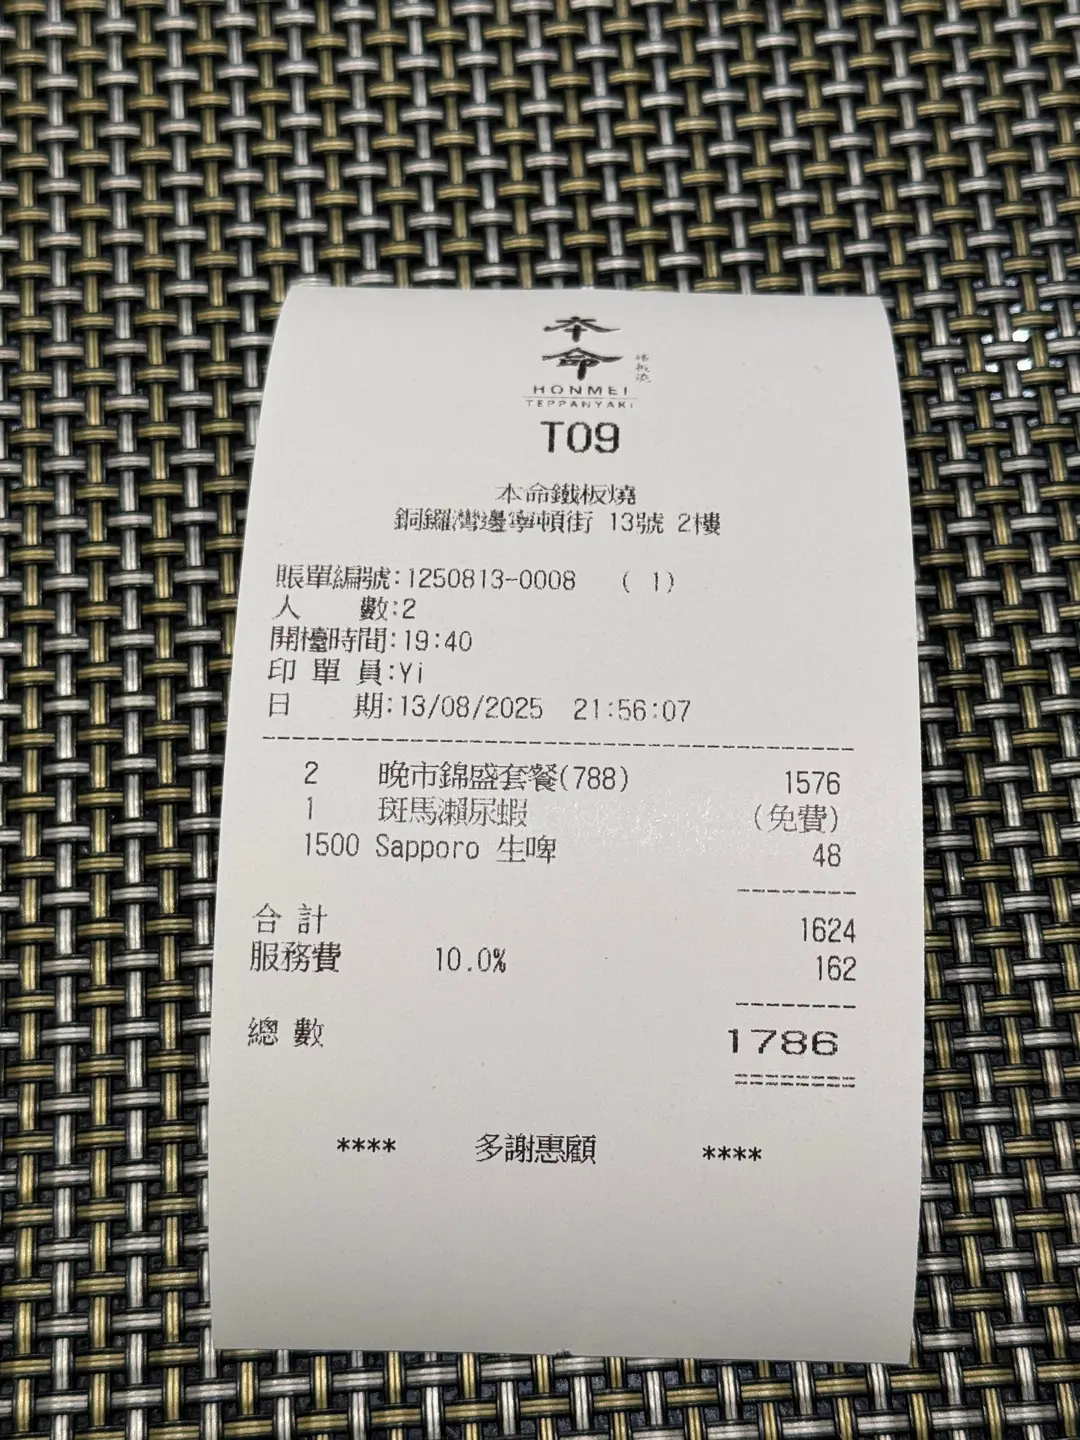 本
命
HONMEI
TEPPANYAKI
T09
本命鐵板燒
銅鑼灣邊寧頓街 13號 2樓
賬單編號:1250813-0008 ( 1)
人 數:2
開檯時間:19:40
印 單 員:Yi
日 期:13/08/2025 21:56:07
2 晚市錦盛套餐(788) 1576
1 斑馬瀨尿蝦 (免費)
1500 Sapporo 生啤 48
合 計 1624
服務費 10.0% 162
總 數 1786
**** 多謝惠顧 ****